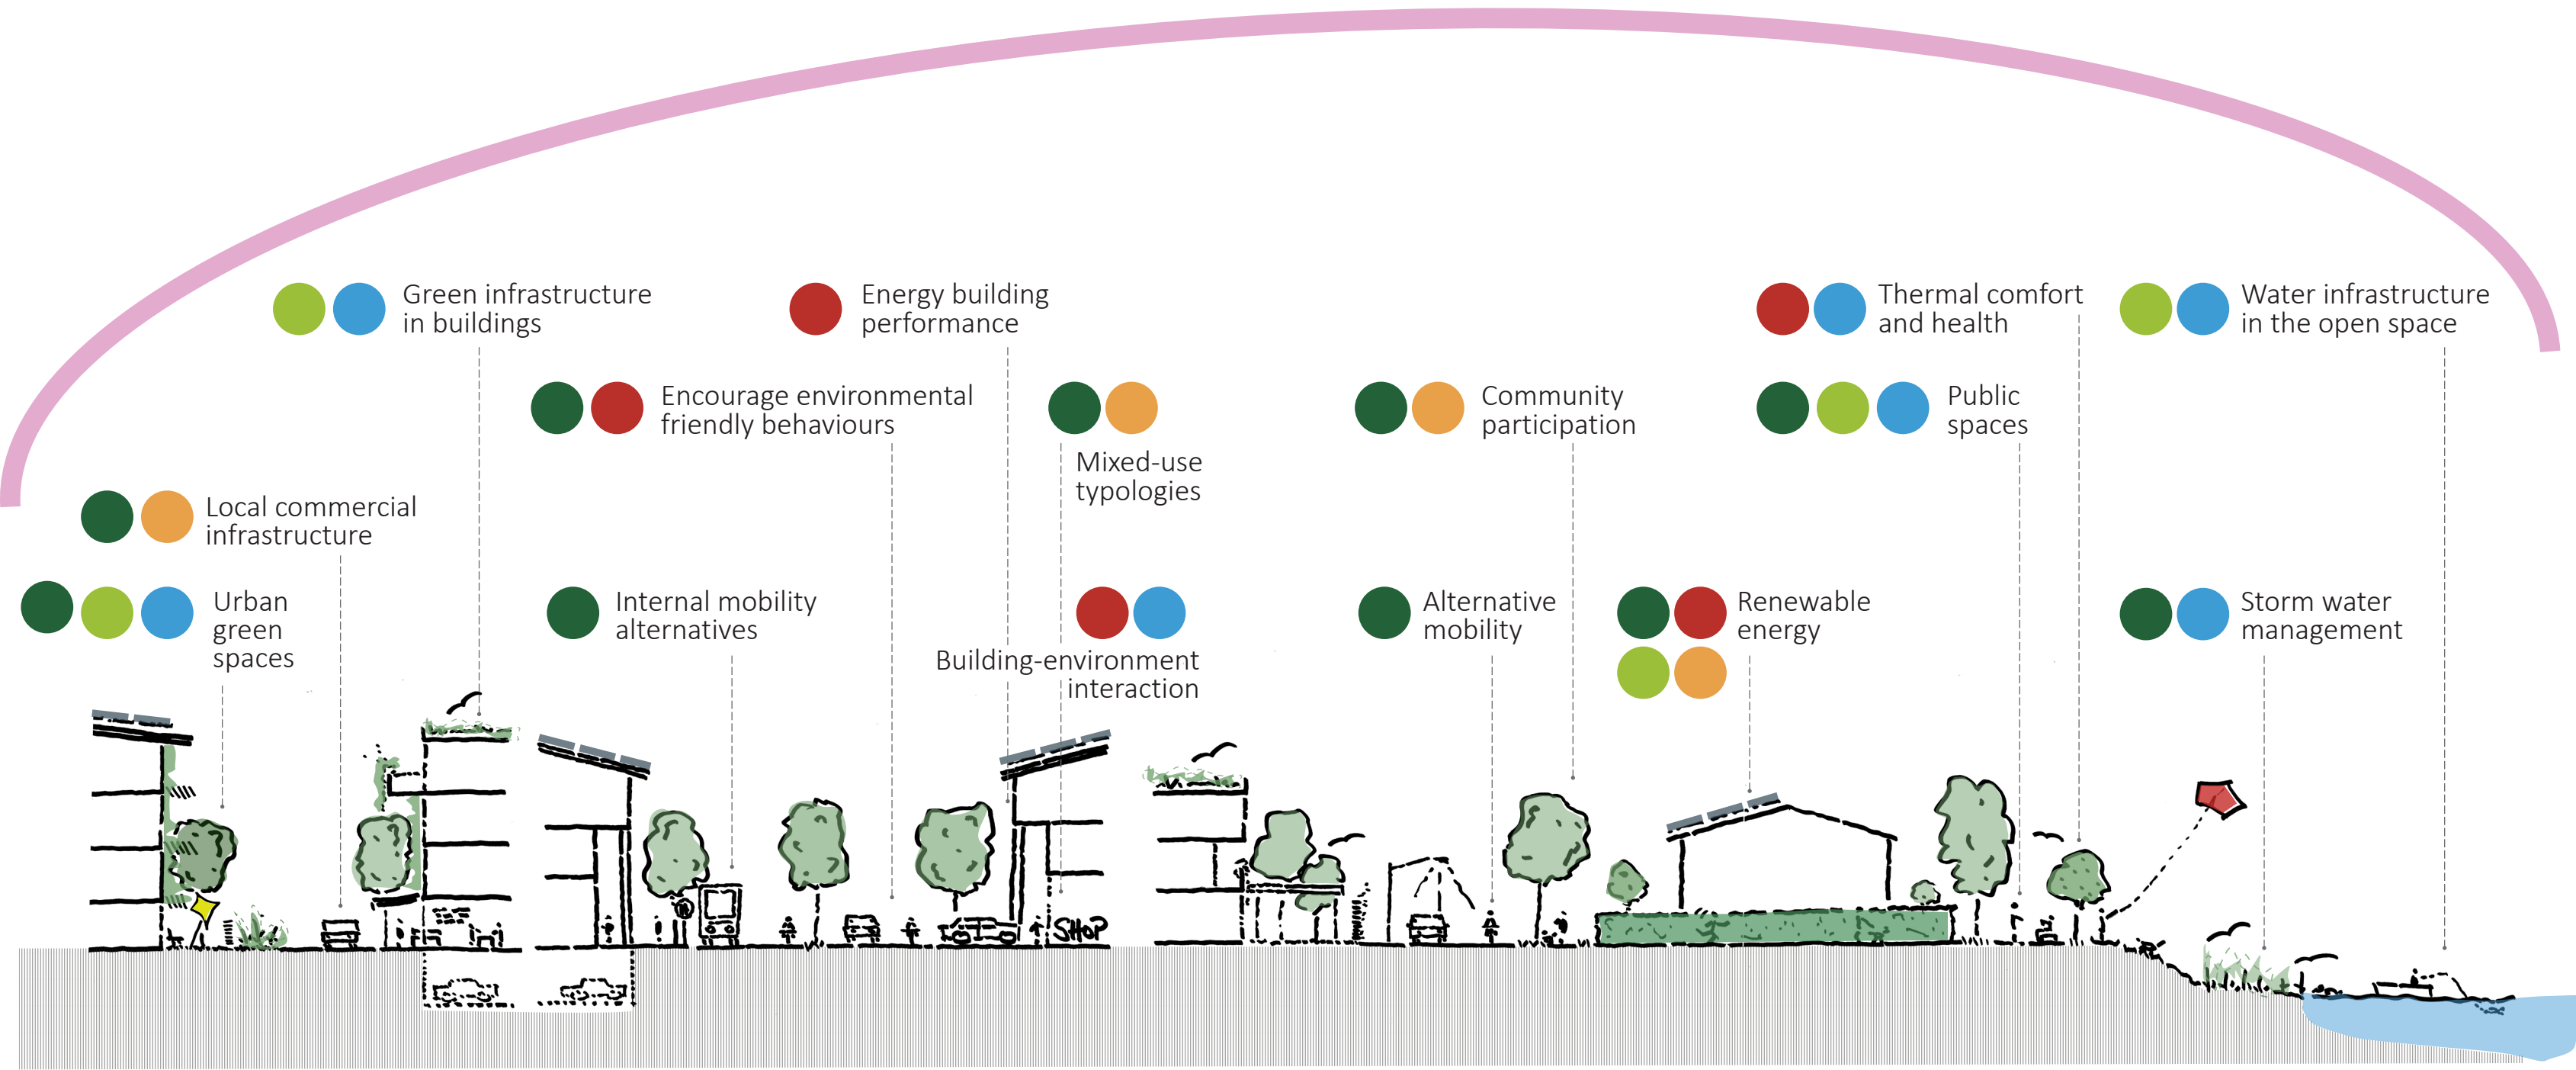 Green infrastructure
in buildings
Energy building
performance
Thermal comfort
and health
Water infrastructure
in the open space
Encourage environmental
friendly behaviours
Mixed-use
typologies
Community
participation
Public
spaces
Local commercial
infrastructure
Urban
green
spaces
Internal mobility
alternatives
Building-environment
interaction
Alternative
mobility
Renewable
energy
Storm water
management
SHOP